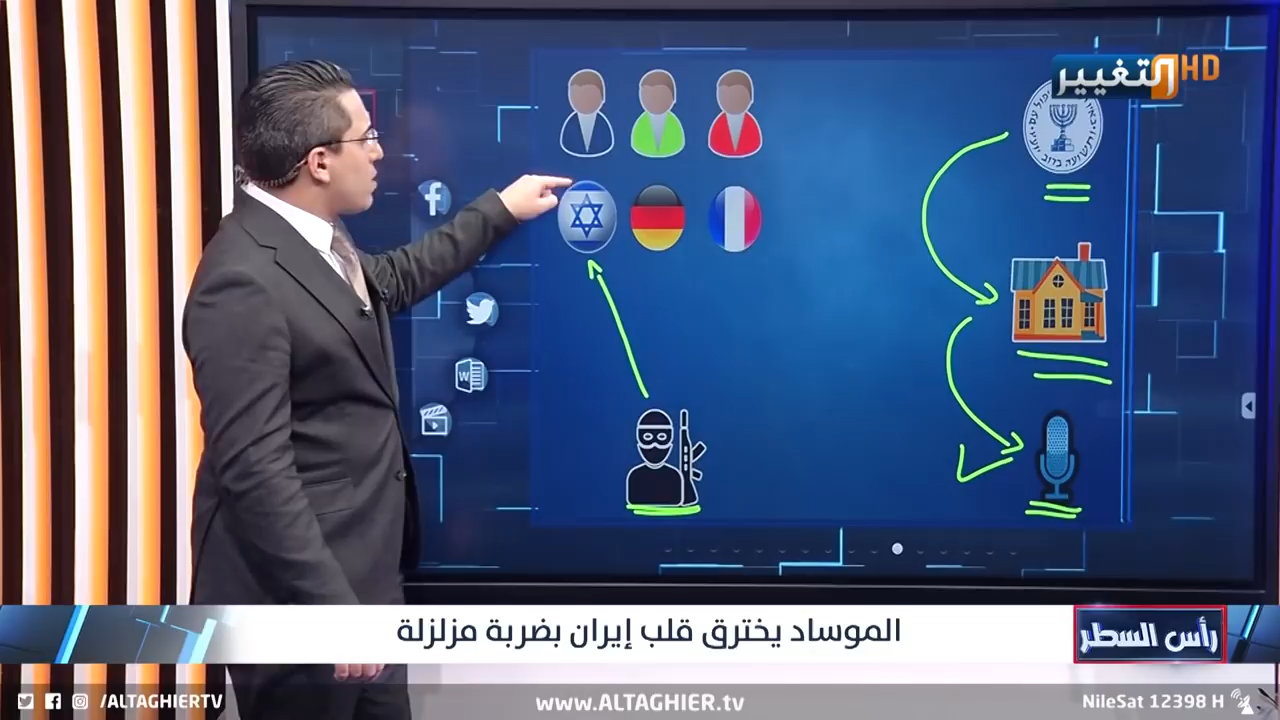 التغيير HD
الموساد يخترق قلب إيران بضربة مزلزلة
رأس السطر
/ALTAGHIERTV
www.ALTAGHIER.tv
NileSat 12398 H